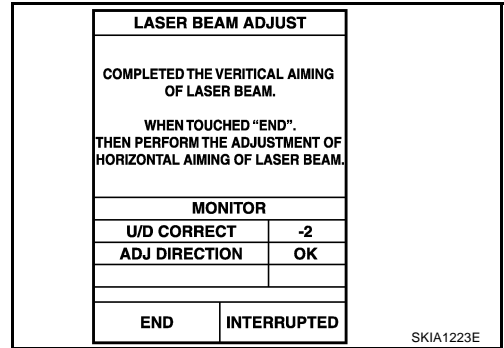 LASER BEAM ADJUST
COMPLETED THE VERITICAL AIMING
OF LASER BEAM.
WHEN TOUCHED “END”.
THEN PERFORM THE ADJUSTMENT OF
HORIZONTAL AIMING OF LASER BEAM.
MONITOR
U/D CORRECT -2
ADJ DIRECTION OK
END INTERRUPTED
SKIA1223E